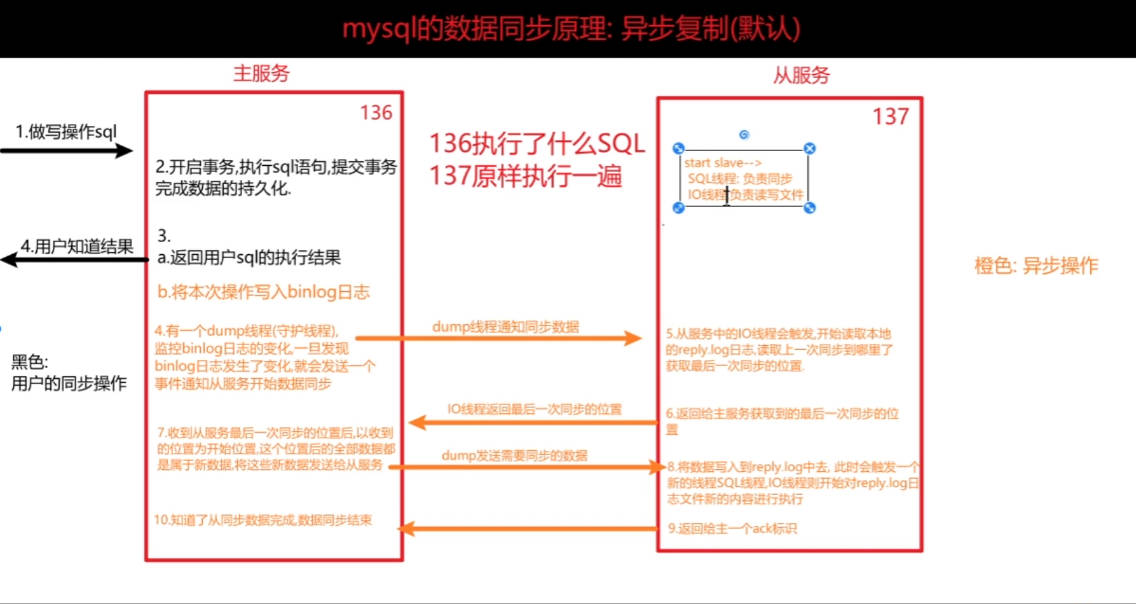 mysql的数据同步原理: 异步复制(默认)
主服务
从服务
136
137
1.做写操作sql
2.开启事务,执行sql语句,提交事务
完成数据的持久化.
136执行了什么SQL
137原样执行一遍
start slave-->
SQL线程: 负责同步
IO线程:负责读写文件
4.用户知道结果
3.
a.返回用户sql的执行结果
b.将本次操作写入binlog日志
橙色: 异步操作
黑色:
用户的同步操作
4.有一个dump线程(守护线程),
监控binlog日志的变化,一旦发现
binlog日志发生了变化,就会发送一个
事件通知从服务开始数据同步
dump线程通知同步数据
5.从服务中的IO线程会触发,开始读取本地
的reply.log日志,读取上一次同步到哪里了
获取最后一次同步的位置.
IO线程返回最后一次同步的位置
6.返回给主服务获取到的最后一次同步的位
置
7.收到从服务最后一次同步的位置后,以收到
的位置为开始位置,这个位置后的全部数据都
是属于新数据,将这些新数据发送给从服务
dump发送需要同步的数据
8.将数据写入到reply.log中去, 此时会触发一个
新的线程SQL线程,IO线程则开始对reply.log日
志文件新的内容进行执行
10.知道了从同步数据完成,数据同步结束
9.返回给主一个ack标识